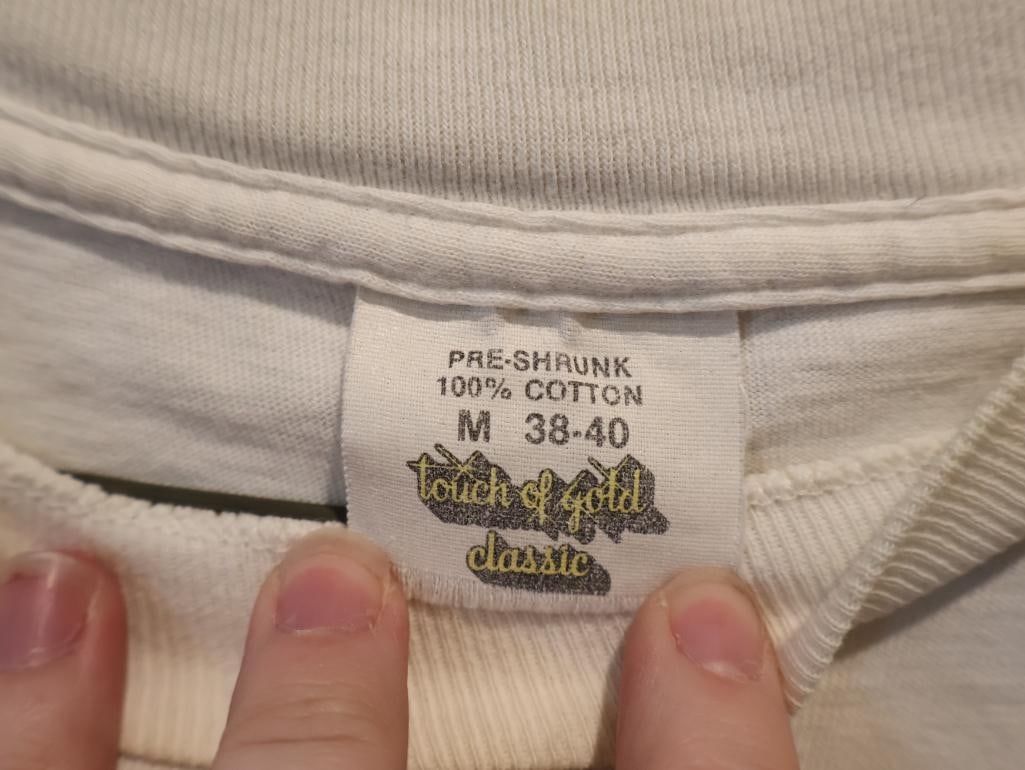 PRE-SHRUNK
100% COTTON
M 38-40
touch of gold
classic